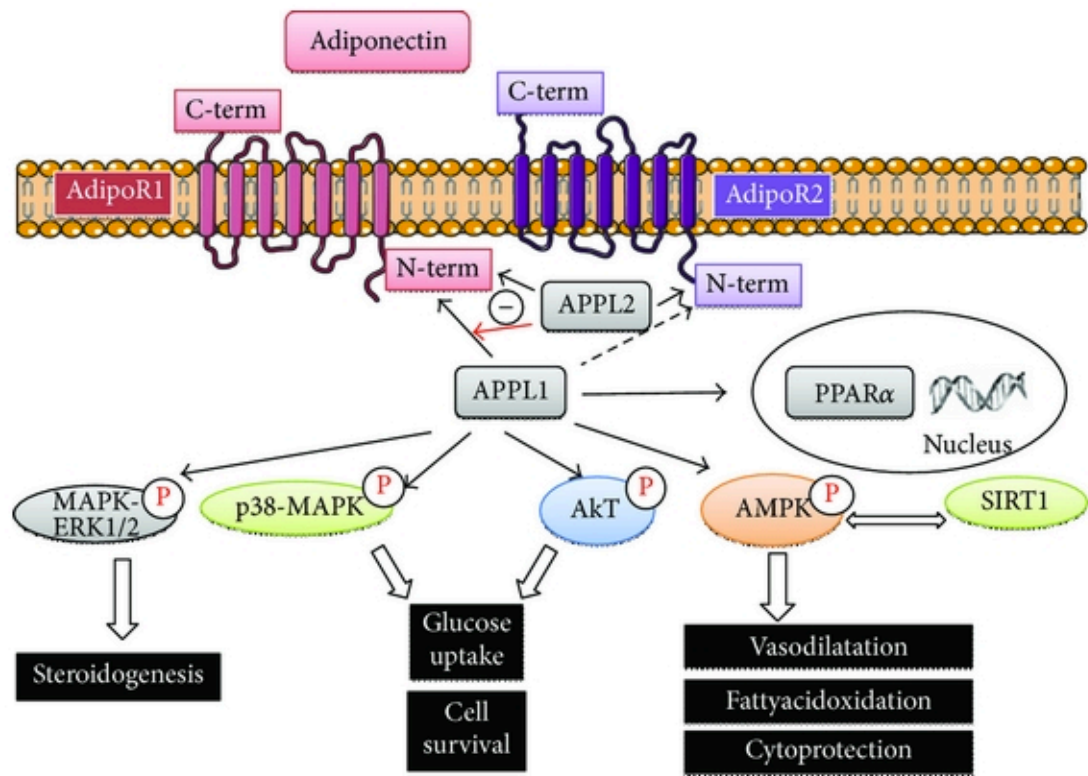 Adiponectin
C-term
C-term
AdipoR1
AdipoR2
N-term
N-term
−
APPL2
APPL1
PPARα
Nucleus
MAPK-
ERK1/2
P
p38-MAPK
P
AkT
P
AMPK
P
SIRT1
Steroidogenesis
Glucose
uptake
Cell
survival
Vasodilatation
Fattyacidoxidation
Cytoprotection